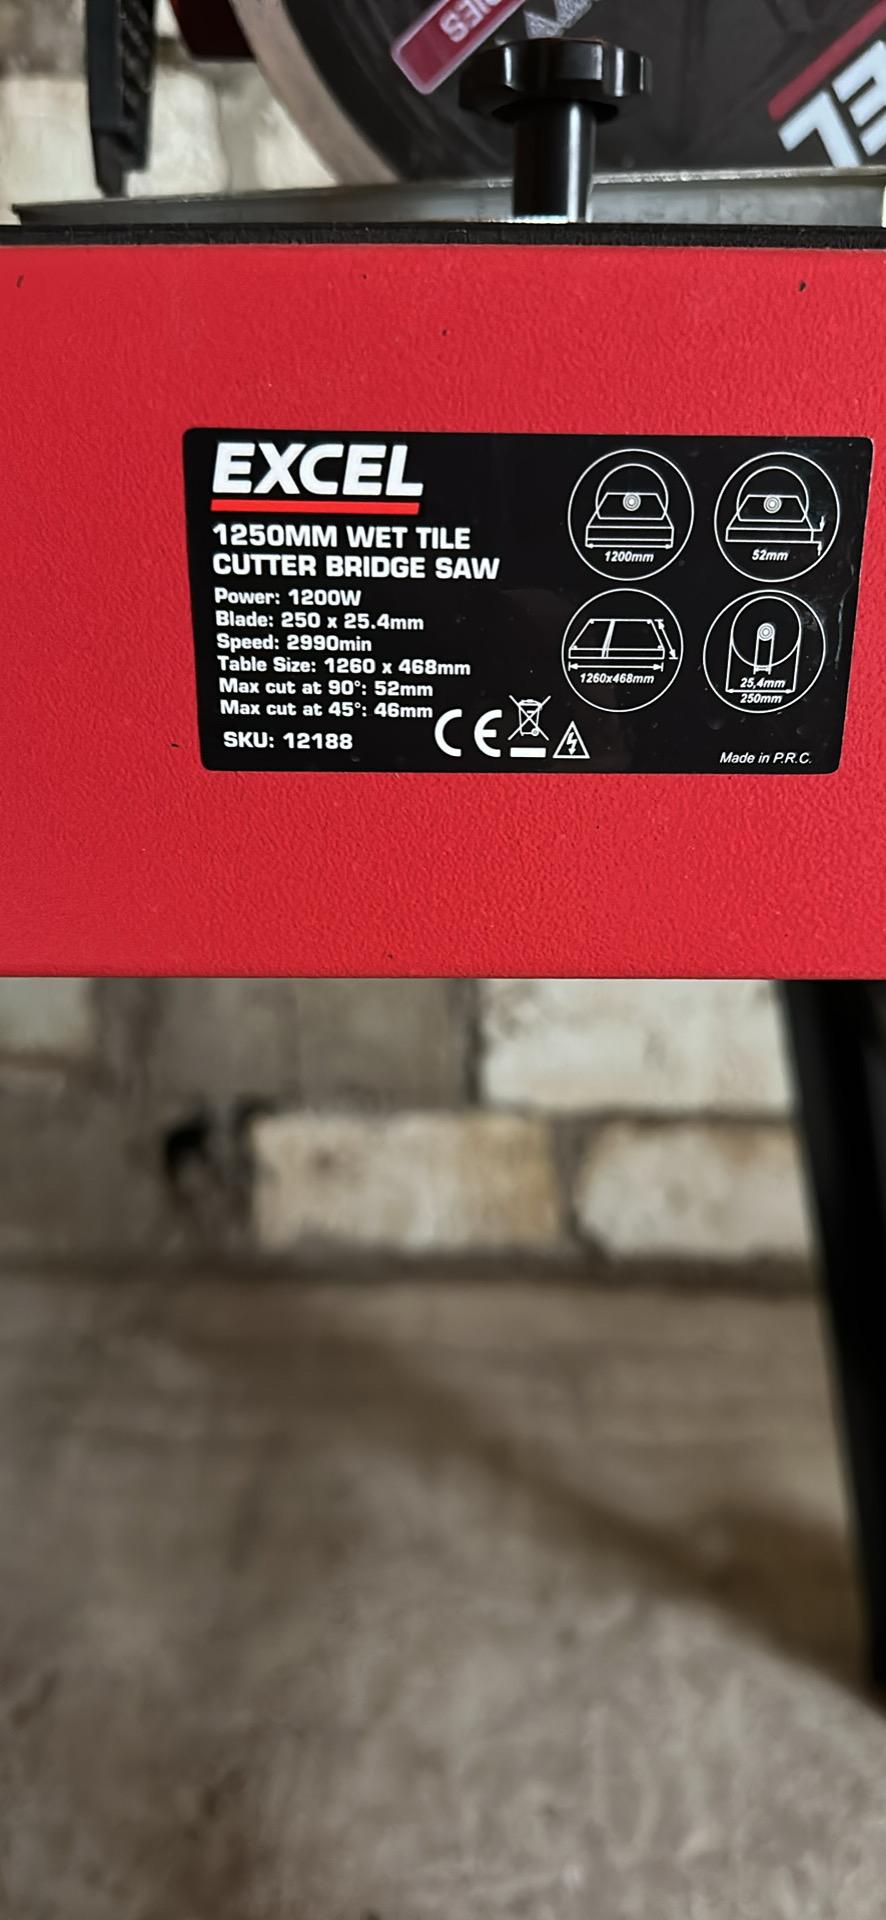 EXCEL
1250MM WET TILE
CUTTER BRIDGE SAW
Power: 1200W
Blade: 250 x 25.4mm
Speed: 2990min
Table Size: 1260 x 468mm
Max cut at 90°: 52mm
Max cut at 45°: 46mm
SKU: 12188
CE
1200mm
52mm
1260x468mm
25,4mm
250mm
Made in P.R.C.